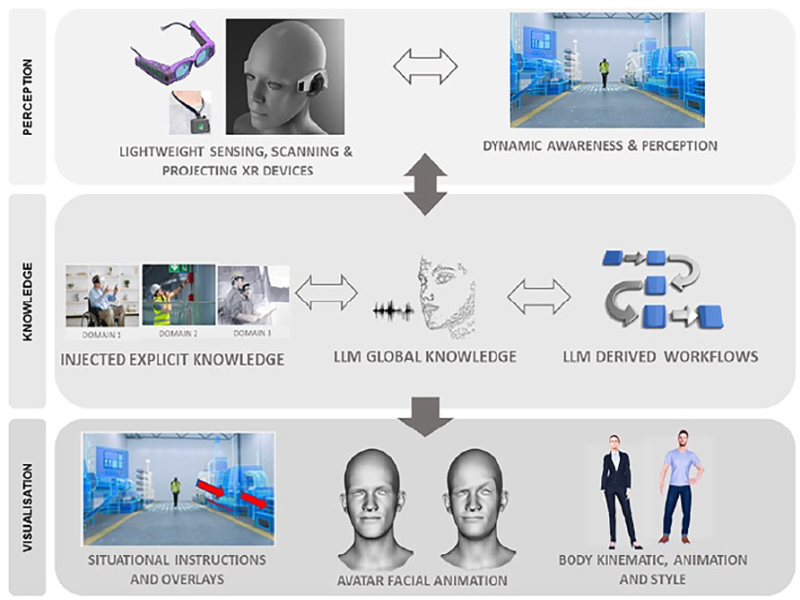 PERCEPTION
LIGHTWEIGHT SENSING, SCANNING &
PROJECTING XR DEVICES
DYNAMIC AWARENESS & PERCEPTION
KNOWLEDGE
DOMAIN 1
DOMAIN 2
DOMAIN 3
INJECTED EXPLICIT KNOWLEDGE
LLM GLOBAL KNOWLEDGE
LLM DERIVED WORKFLOWS
VISUALISATION
SITUATIONAL INSTRUCTIONS
AND OVERLAYS
AVATAR FACIAL ANIMATION
BODY KINEMATIC, ANIMATION
AND STYLE